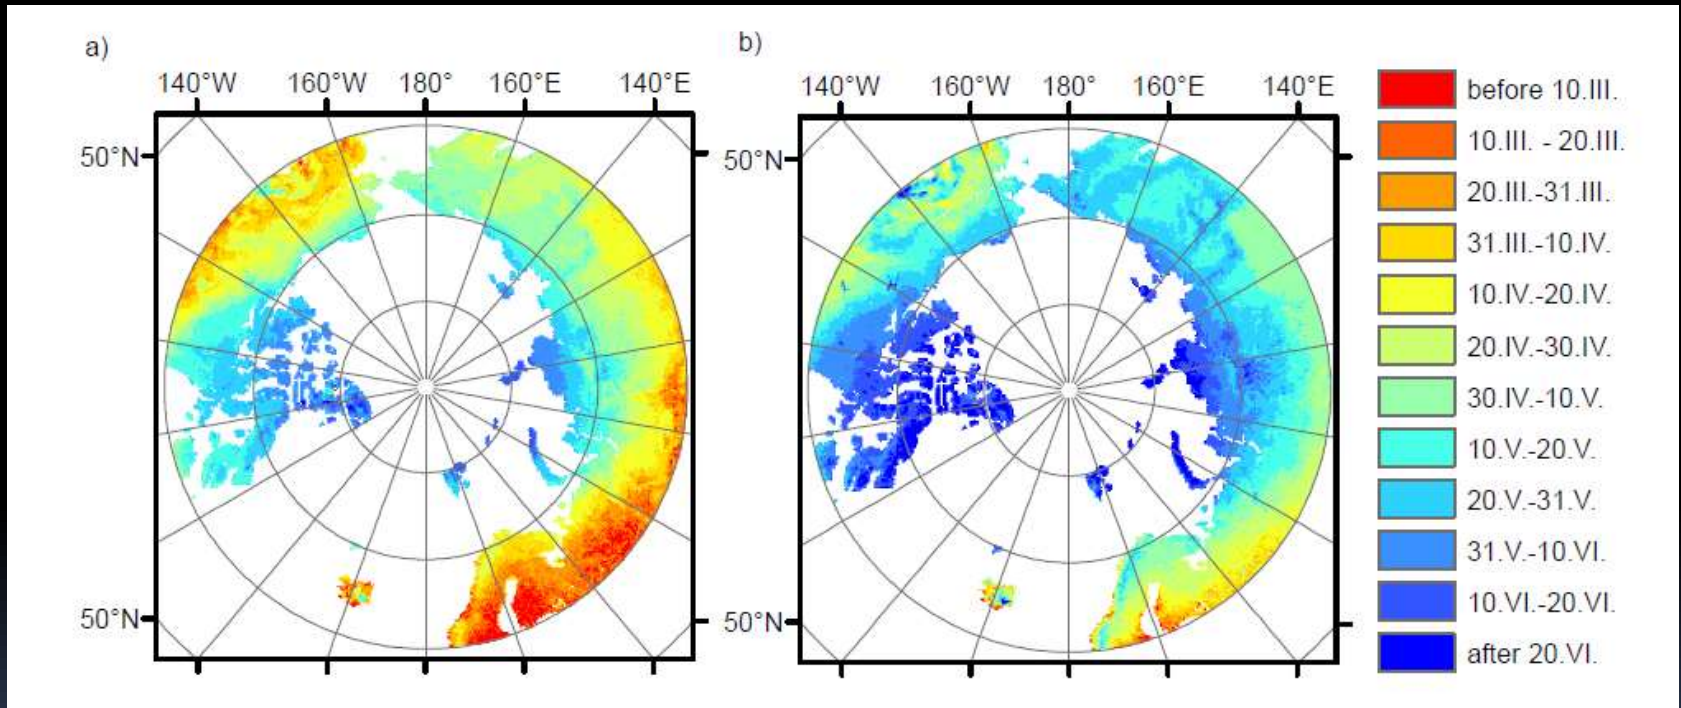 a)
140°W 160°W 180° 160°E 140°E
50°N
50°N
b)
140°W 160°W 180° 160°E 140°E
50°N
50°N
before 10.III.
10.III. - 20.III.
20.III.-31.III.
31.III.-10.IV.
10.IV.-20.IV.
20.IV.-30.IV.
30.IV.-10.V.
10.V.-20.V.
20.V.-31.V.
31.V.-10.VI.
10.VI.-20.VI.
after 20.VI.